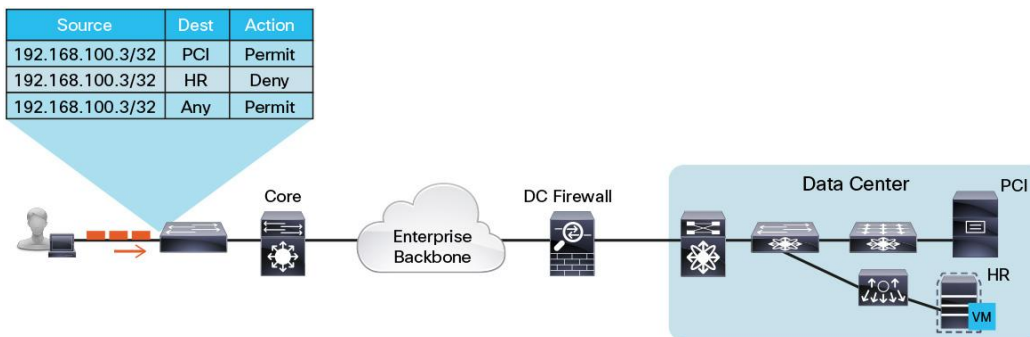 Source Dest Action
192.168.100.3/32 PCI Permit
192.168.100.3/32 HR Deny
192.168.100.3/32 Any Permit
Core
Enterprise
Backbone
DC Firewall
Data Center
PCI
HR
VM